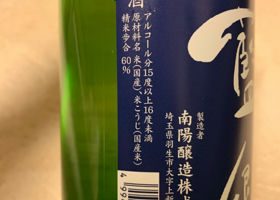 酒
アルコール分15度以上16度未満
原材料名 米(国産)、米こうじ(国産米)
精米歩合 60%
製造者
南陽醸造株
埼玉県羽生市大字上新